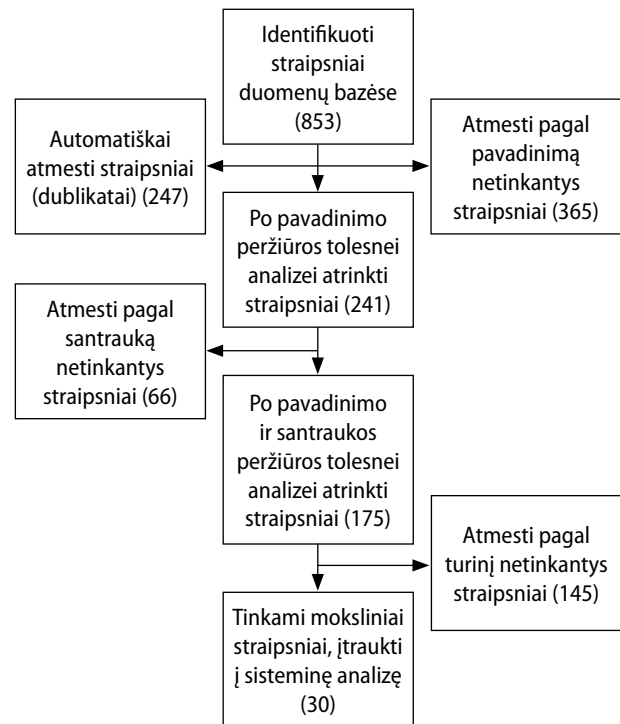 Identifikuoti
straipsniai
duomenų bazėse
(853)
Automatiškai
atmesti straipsniai
(dublikatai) (247)
Atmesti pagal
pavadinimą
netinkantys
straipsniai (365)
Po pavadinimo
peržiūros tolesnei
analizei atrinkti
straipsniai (241)
Atmesti pagal
santrauką
netinkantys
straipsniai (66)
Po pavadinimo
ir santraukos
peržiūros tolesnei
analizei atrinkti
straipsniai (175)
Atmesti pagal
turinį netinkantys
straipsniai (145)
Tinkami moksliniai
straipsniai, įtraukti
į sisteminę analizę
(30)